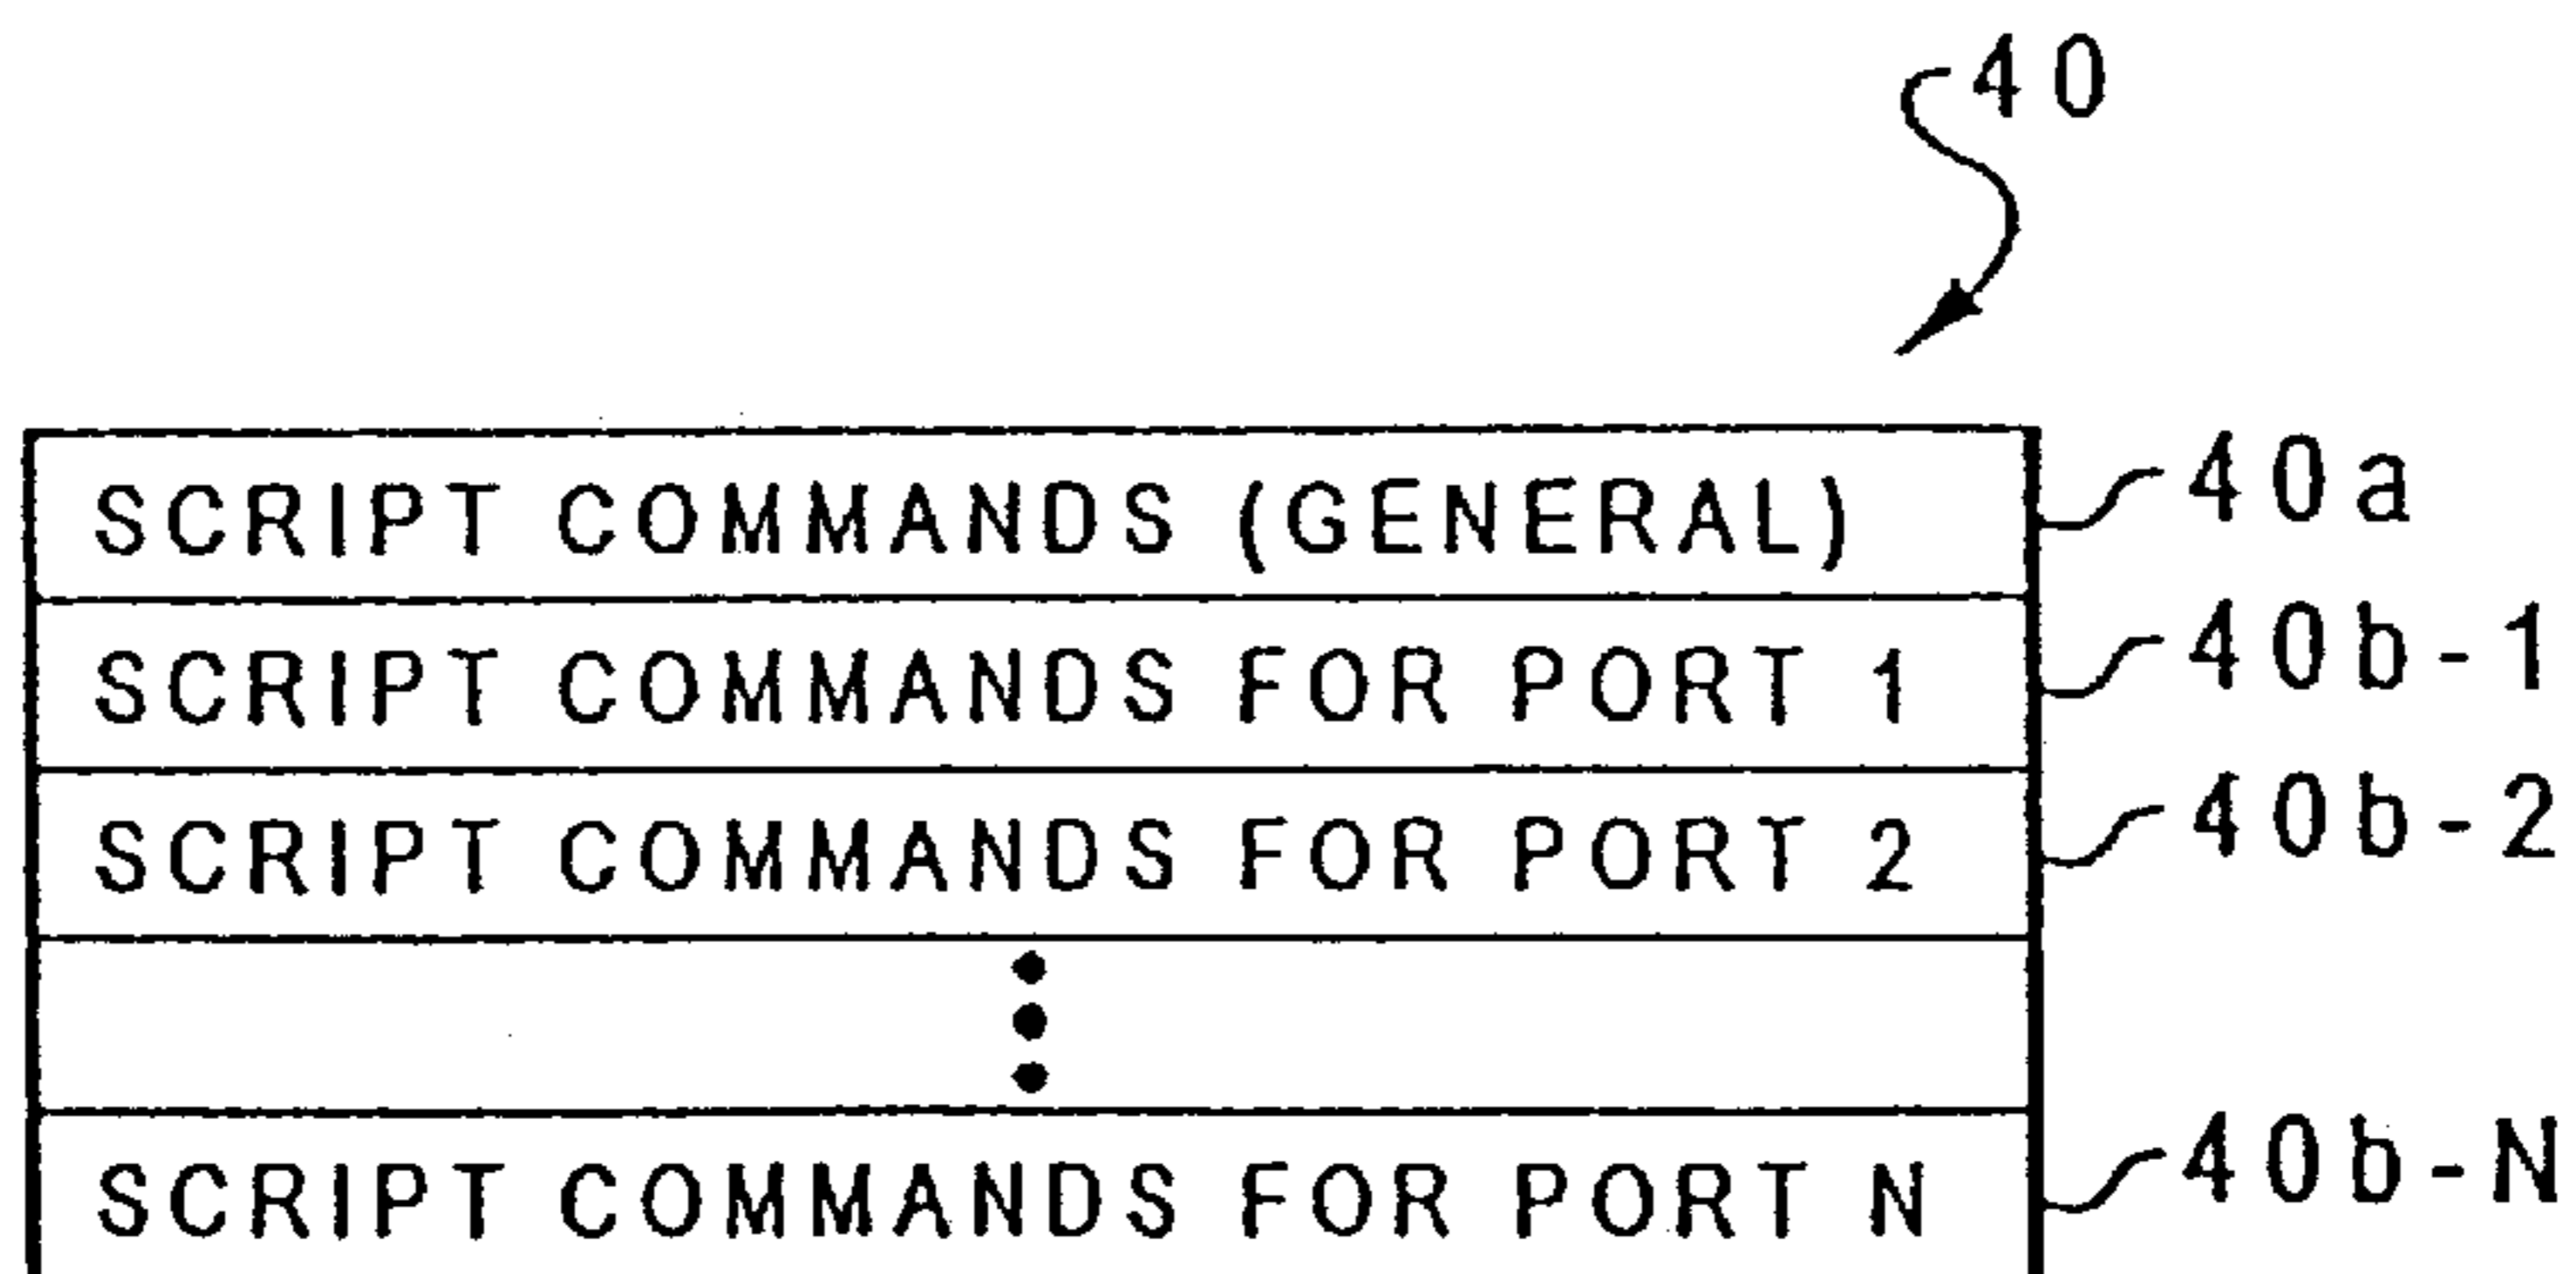 40
SCRIPT COMMANDS (GENERAL) 40a
SCRIPT COMMANDS FOR PORT 1 40b-1
SCRIPT COMMANDS FOR PORT 2 40b-2
SCRIPT COMMANDS FOR PORT N 40b-N